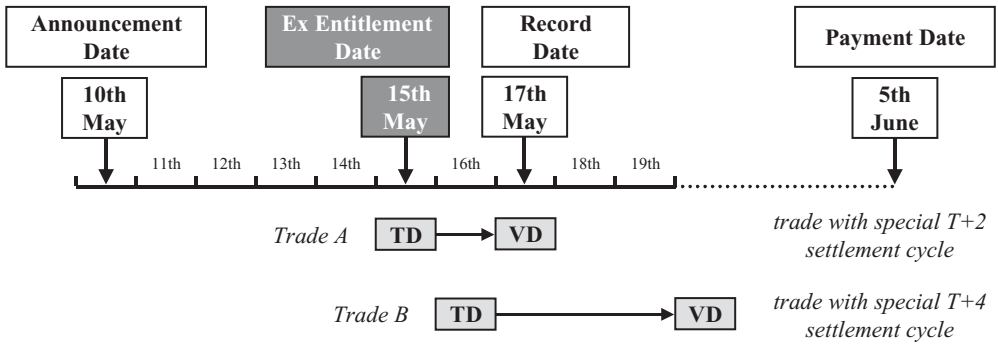 Announcement
Date
Ex Entitlement
Date
Record
Date
Payment Date
10th
May
15th
May
17th
May
5th
June
11th
12th
13th
14th
16th
18th
19th
Trade A
TD
VD
trade with special T+2
settlement cycle
Trade B
TD
VD
trade with special T+4
settlement cycle